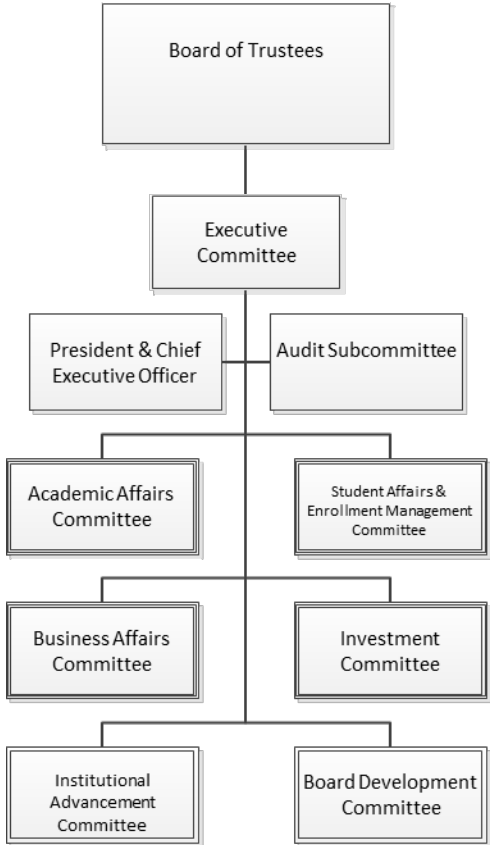 Board of Trustees
Executive
Committee
President & Chief
Executive Officer
Audit Subcommittee
Academic Affairs
Committee
Student Affairs &
Enrollment Management
Committee
Business Affairs
Committee
Investment
Committee
Institutional
Advancement
Committee
Board Development
Committee